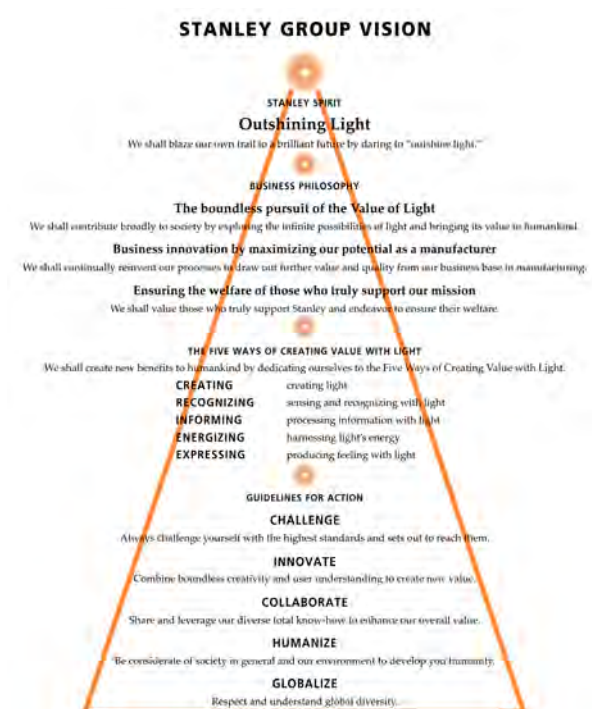 STANLEY GROUP VISION
STANLEY SPIRIT
Outshining Light
We shall blaze our own trail to a brilliant future by daring to "outshine light."
BUSINESS PHILOSOPHY
The boundless pursuit of the Value of Light
We shall contribute broadly to society by exploring the infinite possibilities of light and bringing its value to humankind.
Business innovation by maximizing our potential as a manufacturer
We shall continually reinvent our processes to draw out further value and quality from our business base in manufacturing.
Ensuring the welfare of those who truly support our mission
We shall value those who truly support Stanley and endeavor to ensure their welfare.
THE FIVE WAYS OF CREATING VALUE WITH LIGHT
We shall create new benefits to humankind by dedicating ourselves to the Five Ways of Creating Value with Light.
CREATING creating light
RECOGNIZING sensing and recognizing with light
INFORMING processing information with light
ENERGIZING harnessing light's energy
EXPRESSING producing feeling with light
GUIDELINES FOR ACTION
CHALLENGE
Always challenge yourself with the highest standards and sets out to reach them.
INNOVATE
Combine boundless creativity and user understanding to create new value.
COLLABORATE
Share and leverage our diverse total know-how to enhance our overall value.
HUMANIZE
Be considerate of society in general and our environment to develop you humanity.
GLOBALIZE
Respect and understand global diversity.